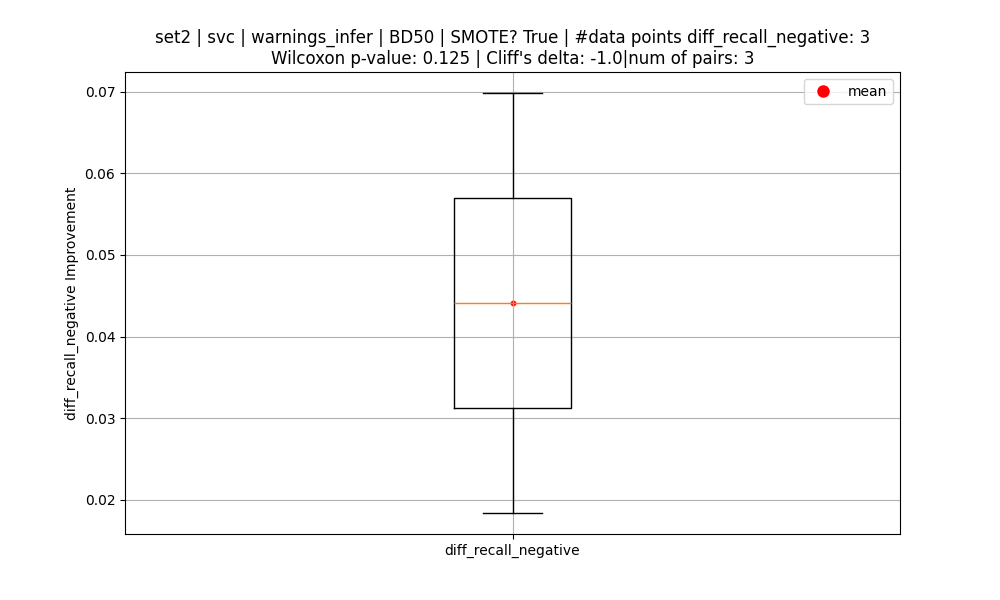 set2 | svc | warnings_infer | BD50 | SMOTE? True | #data points diff_recall_negative: 3
Wilcoxon p-value: 0.125 | Cliff's delta: -1.0|num of pairs: 3
mean
0.07
0.06
0.05
0.04
0.03
0.02
diff_recall_negative Improvement
diff_recall_negative